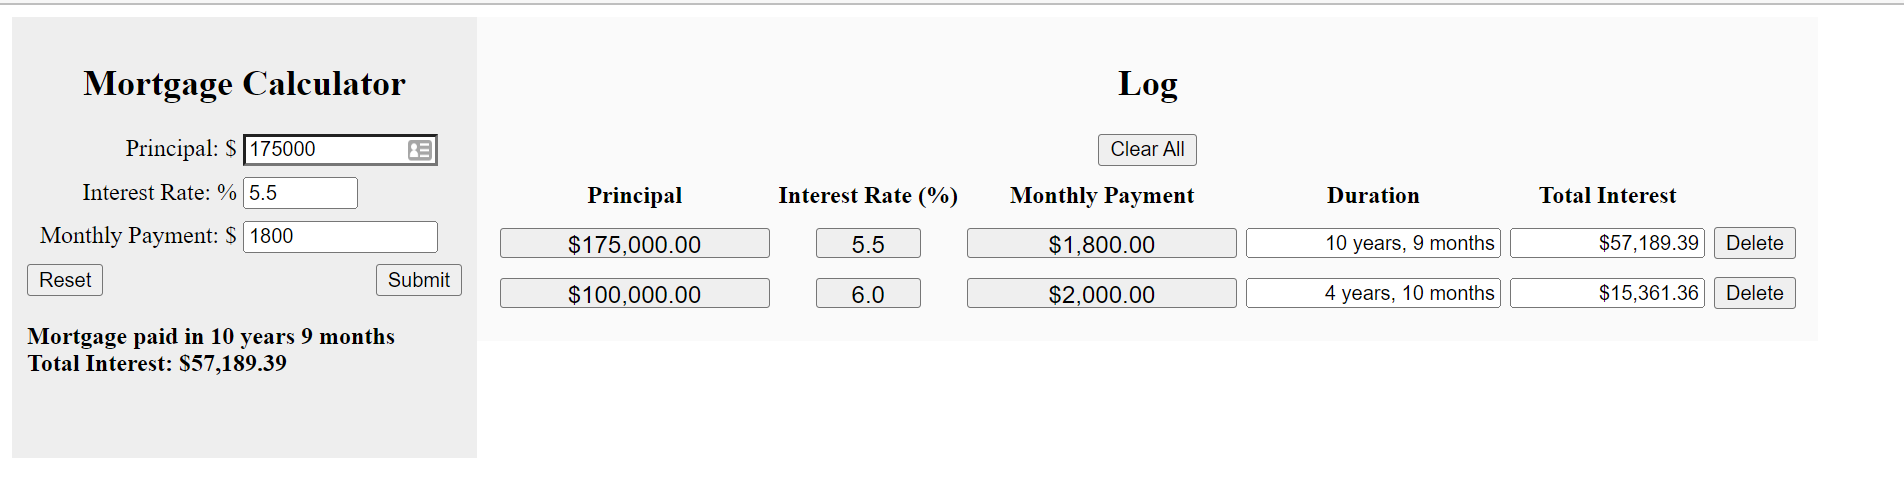 Mortgage Calculator
Principal: $ 175000
Interest Rate: % 5.5
Monthly Payment: $ 1800
Reset Submit
Mortgage paid in 10 years 9 months
Total Interest: $57,189.39
Log
Clear All
Principal Interest Rate (%) Monthly Payment Duration Total Interest
$175,000.00 5.5 $1,800.00 10 years, 9 months $57,189.39 Delete
$100,000.00 6.0 $2,000.00 4 years, 10 months $15,361.36 Delete